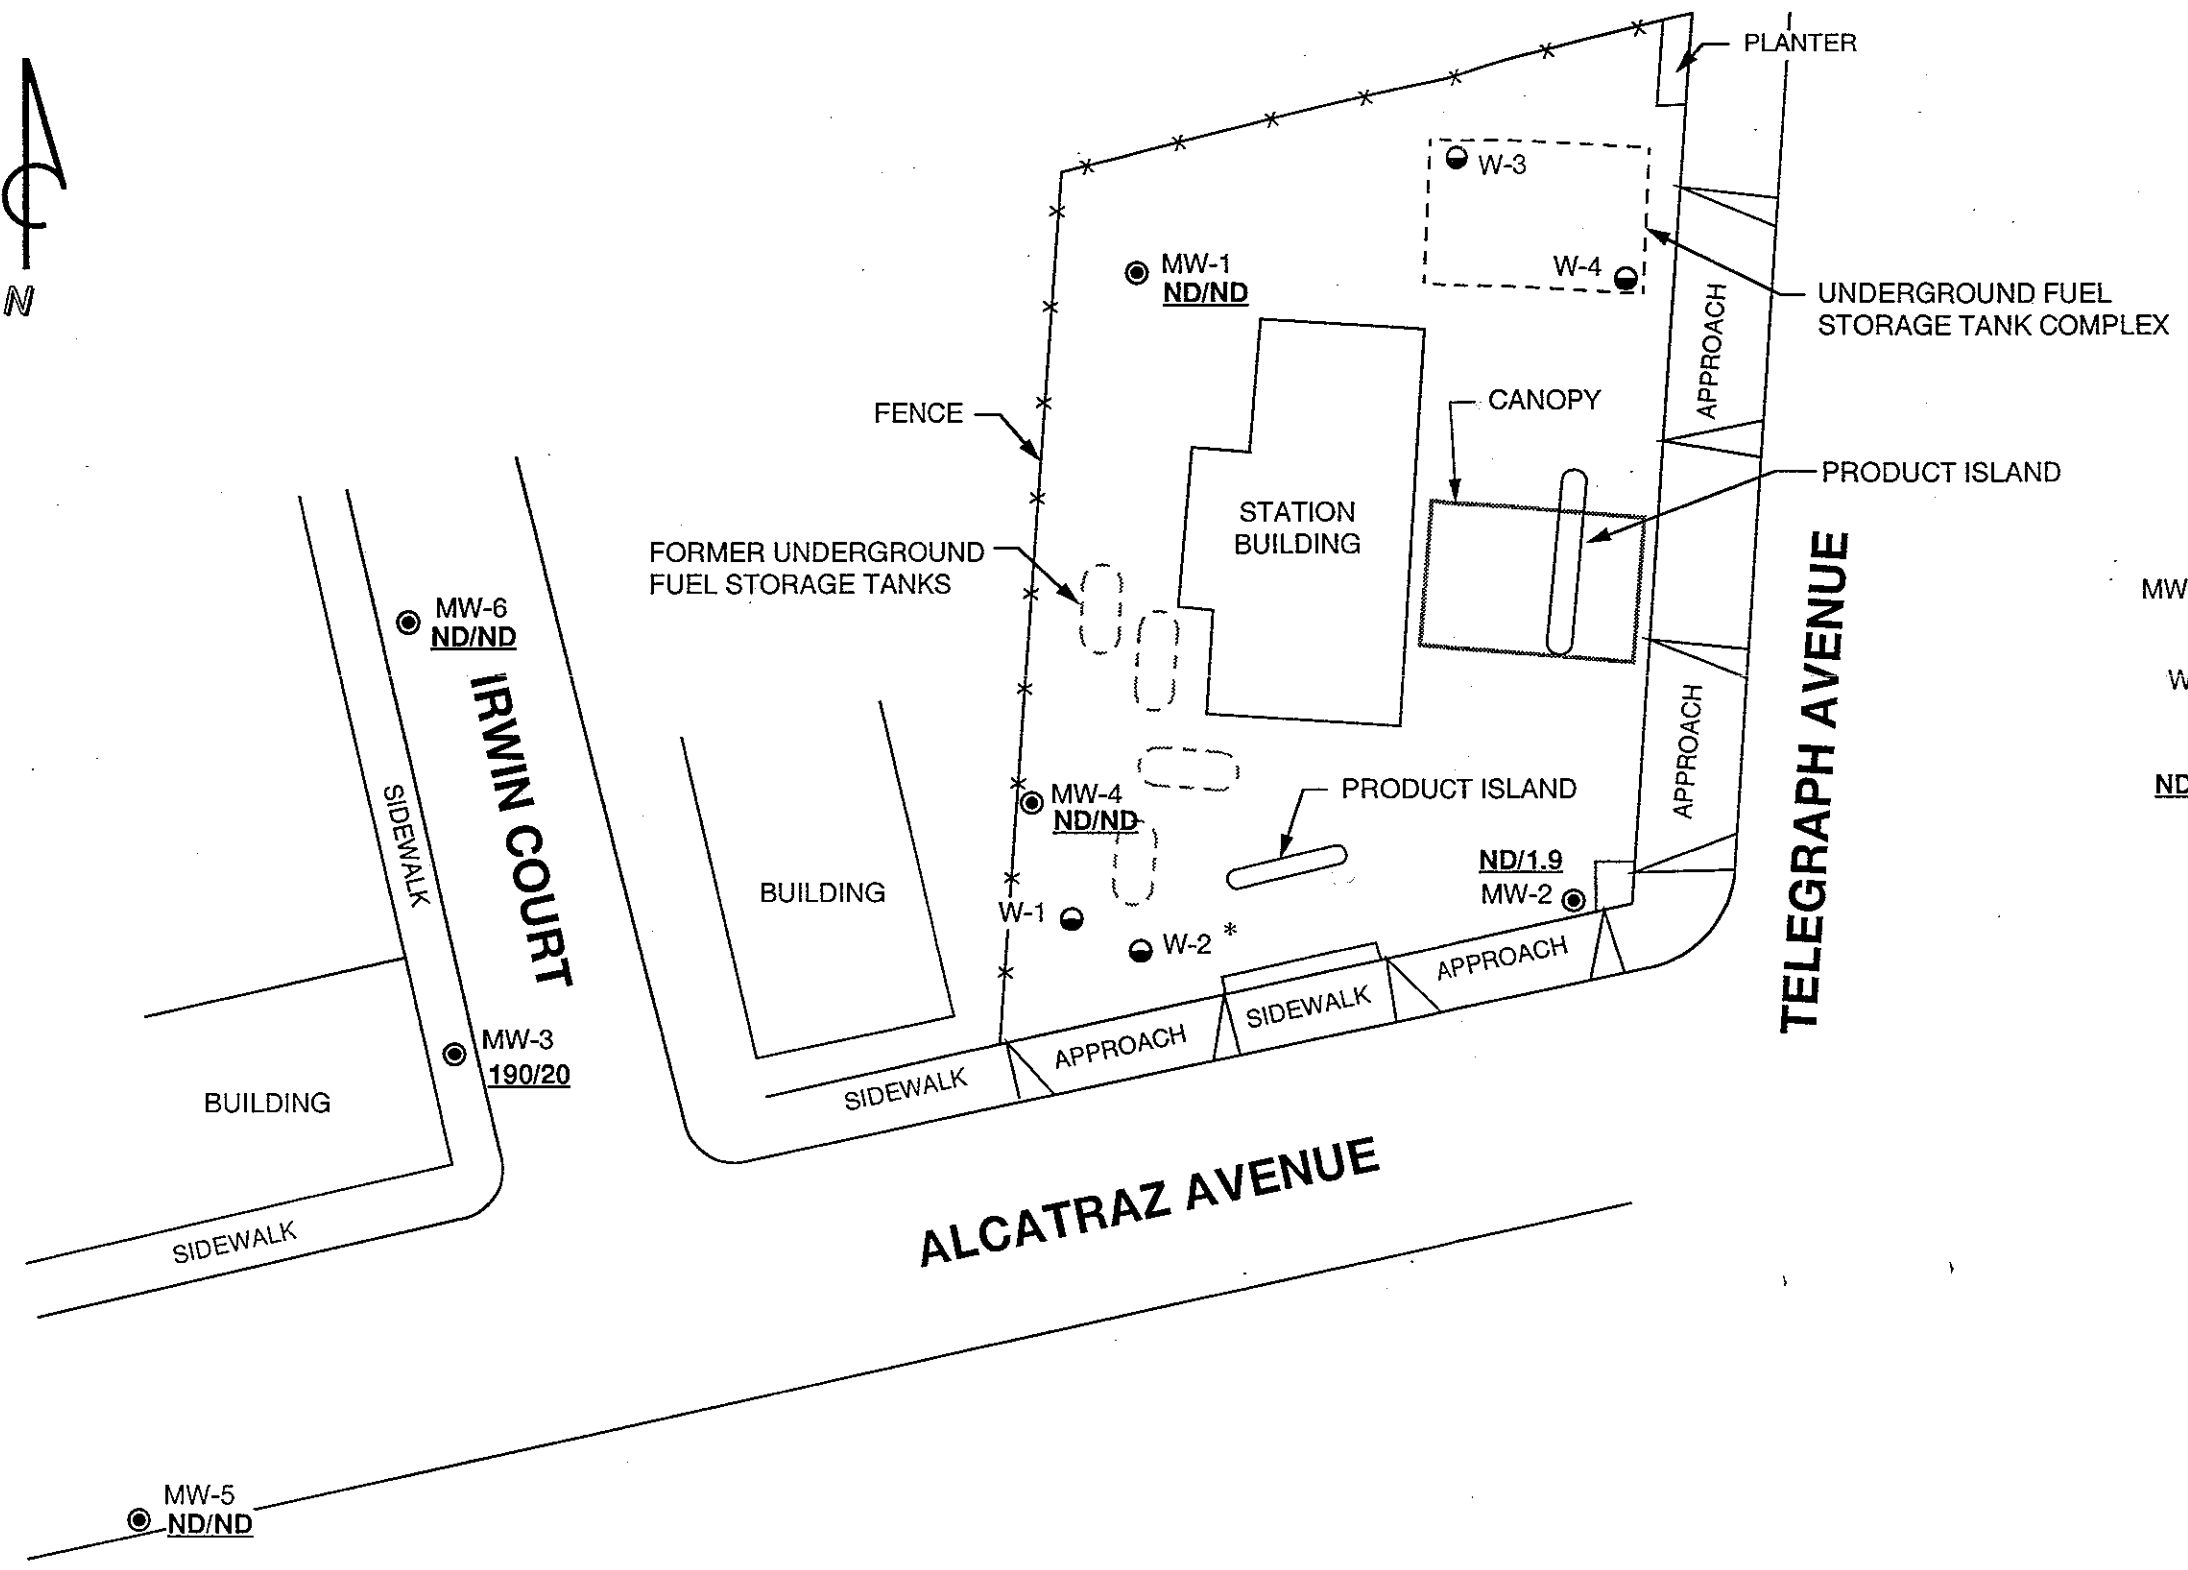 PLANTER
W-3
MW-1
ND/ND
W-4
N
UNDERGROUND FUEL
STORAGE TANK COMPLEX
APPROACH
FENCE
CANOPY
PRODUCT ISLAND
STATION
BUILDING
FORMER UNDERGROUND
FUEL STORAGE TANKS
MW-6
ND/ND
MW
W
ND
IRWIN COURT
SIDEWALK
TELEGRAPH AVENUE
APPROACH
MW-4
ND/ND
PRODUCT ISLAND
ND/1.9
MW-2
BUILDING
W-1
W-2 *
APPROACH
SIDEWALK
APPROACH
SIDEWALK
MW-3
190/20
BUILDING
SIDEWALK
ALCATRAZ AVENUE
MW-5
ND/ND